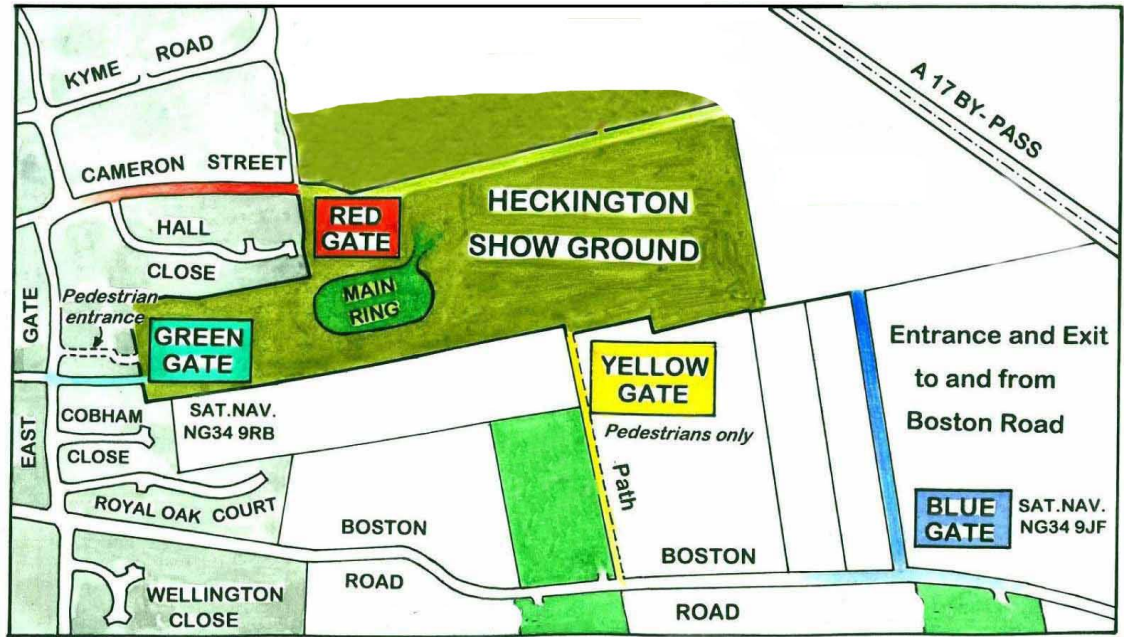 KYME ROAD
A 17 BY- PASS
CAMERON STREET
HECKINGTON
SHOW GROUND
RED
GATE
HALL
CLOSE
MAIN
RING
Pedestrian
entrance
GREEN
GATE
EAST GATE
YELLOW
GATE
Pedestrians only
Entrance and Exit
to and from
Boston Road
SAT.NAV.
NG34 9RB
COBHAM
CLOSE
Path
ROYAL OAK COURT
BLUE
GATE
SAT.NAV.
NG34 9JF
BOSTON
ROAD
BOSTON
ROAD
WELLINGTON
CLOSE